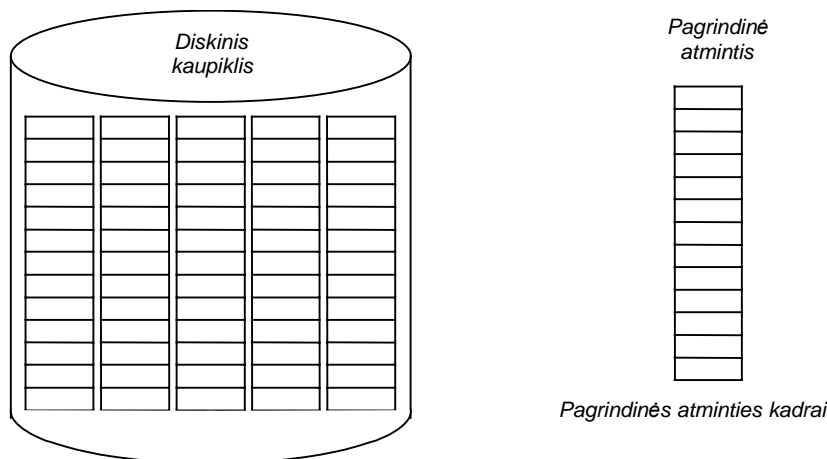 Diskinis
kaupiklis
Pagrindinė
atmintis
Pagrindinės atminties kadrai